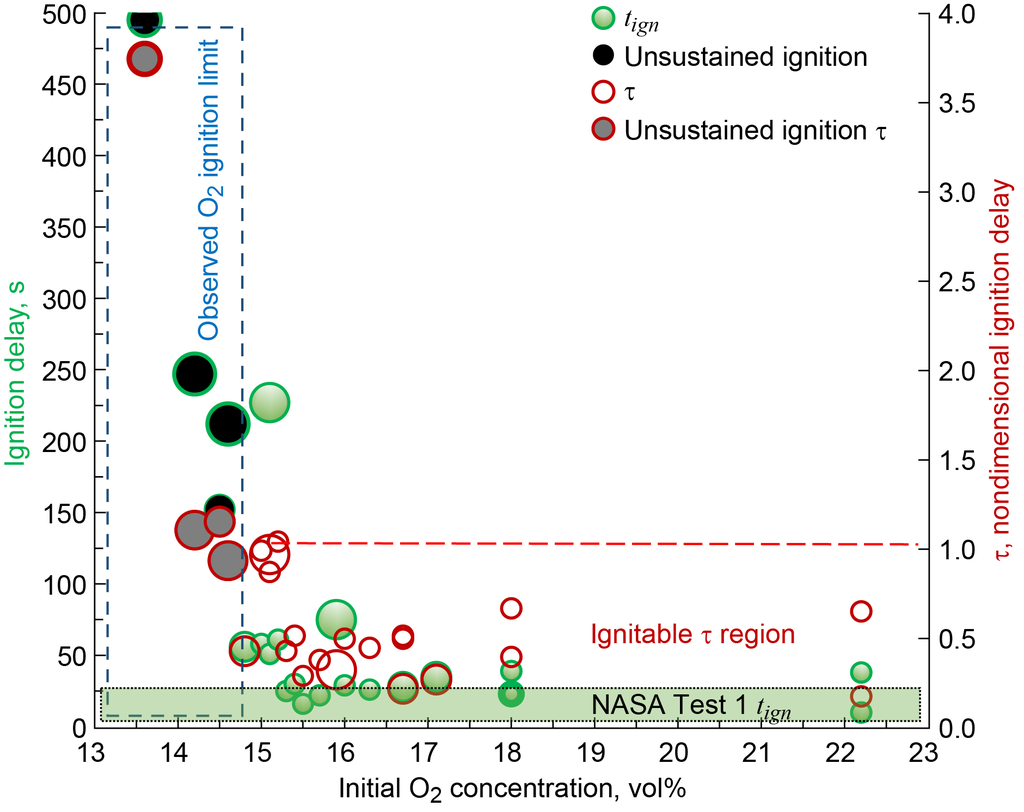 500
450
400
350
300
250
200
150
100
50
0
Ignition delay, s
Observed O₂ ignition limit
t_ign
Unsustained ignition
τ
Unsustained ignition τ
4.0
3.5
3.0
2.5
2.0
1.5
1.0
0.5
0.0
τ, nondimensional ignition delay
Ignitable τ region
NASA Test 1 t_ign
13 14 15 16 17 18 19 20 21 22 23
Initial O₂ concentration, vol%